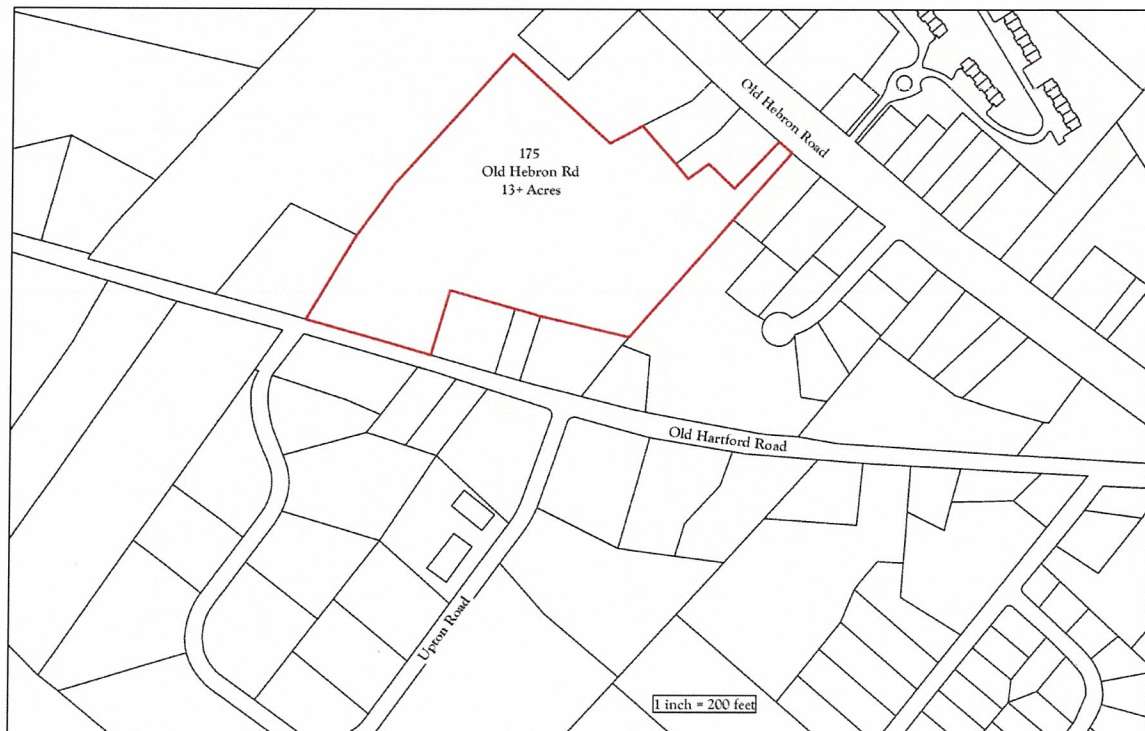 Old Hebron Road
175
Old Hebron Rd
13+ Acres
Old Hartford Road
Upton Road
1 inch = 200 feet